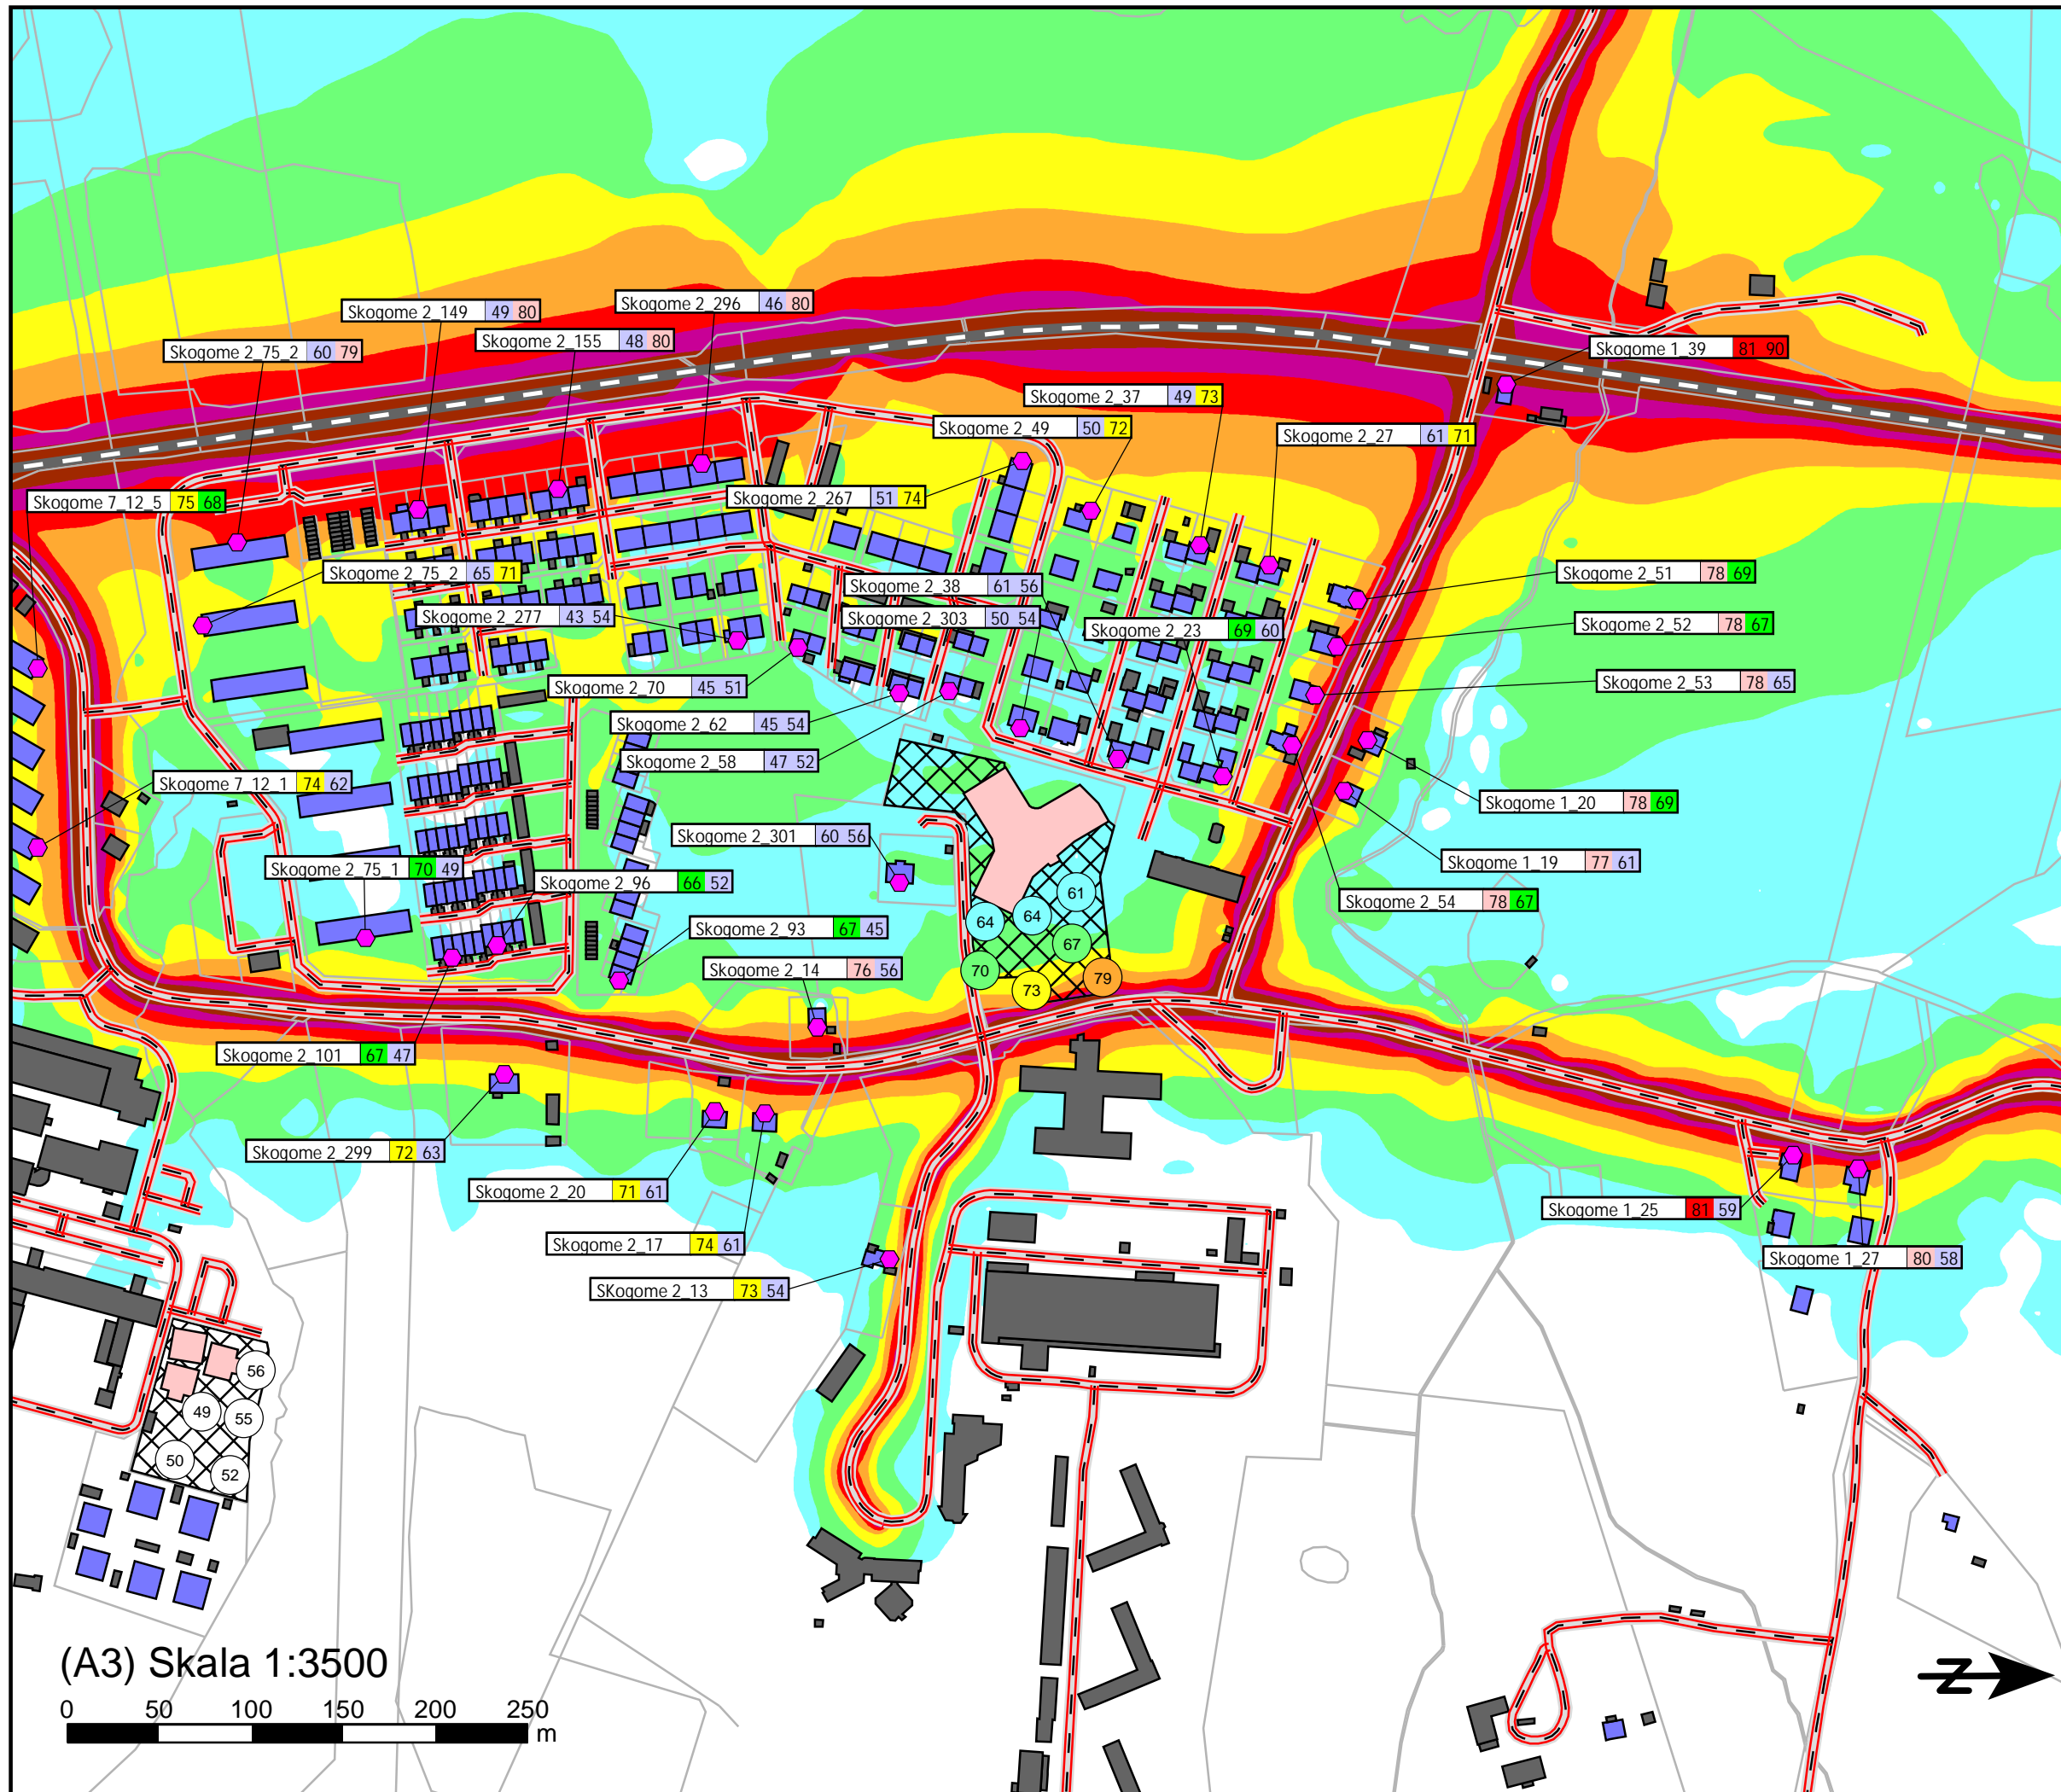 Skogome 2_296 46 80
Skogome 2_149 49 80
Skogome 2_155 48 80
Skogome 2_75_2 60 79
Skogome 1_39 81 90
Skogome 2_37 49 73
Skogome 2_49 50 72
Skogome 2_27 61 71
Skogome 2_267 51 74
Skogome 7_12_5 75 68
Skogome 2_75_2 65 71
Skogome 2_51 78 69
Skogome 2_38 61 56
Skogome 2_277 43 54
Skogome 2_303 50 54
Skogome 2_23 69 60
Skogome 2_52 78 67
Skogome 2_53 78 65
Skogome 2_70 45 51
Skogome 2_62 45 54
Skogome 2_58 47 52
Skogome 7_12_1 74 62
Skogome 1_20 78 69
Skogome 2_301 60 56
Skogome 1_19 77 61
Skogome 2_75_1 70 49
Skogome 2_96 66 52
61
Skogome 2_54 78 67
64
64
Skogome 2_93 67 45
67
Skogome 2_14 76 56
70
79
73
Skogome 2_101 67 47
Skogome 2_299 72 63
Skogome 2_20 71 61
Skogome 1_25 81 59
Skogome 2_17 74 61
Skogome 1_27 80 58
SKogome 2_13 73 54
56
49
55
50
52
(A3) Skala 1:3500
0 50 100 150 200 250
m
Z